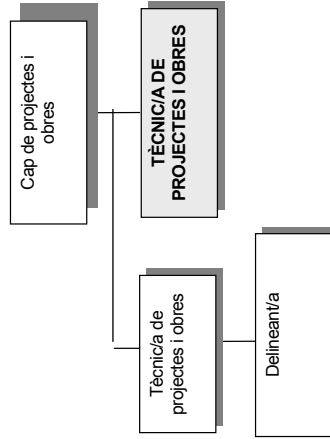 Cap de projectes i
obres
TÈCNIC/A DE
PROJECTES I OBRES
Tècnic/a de
projectes i obres
Delineant/a